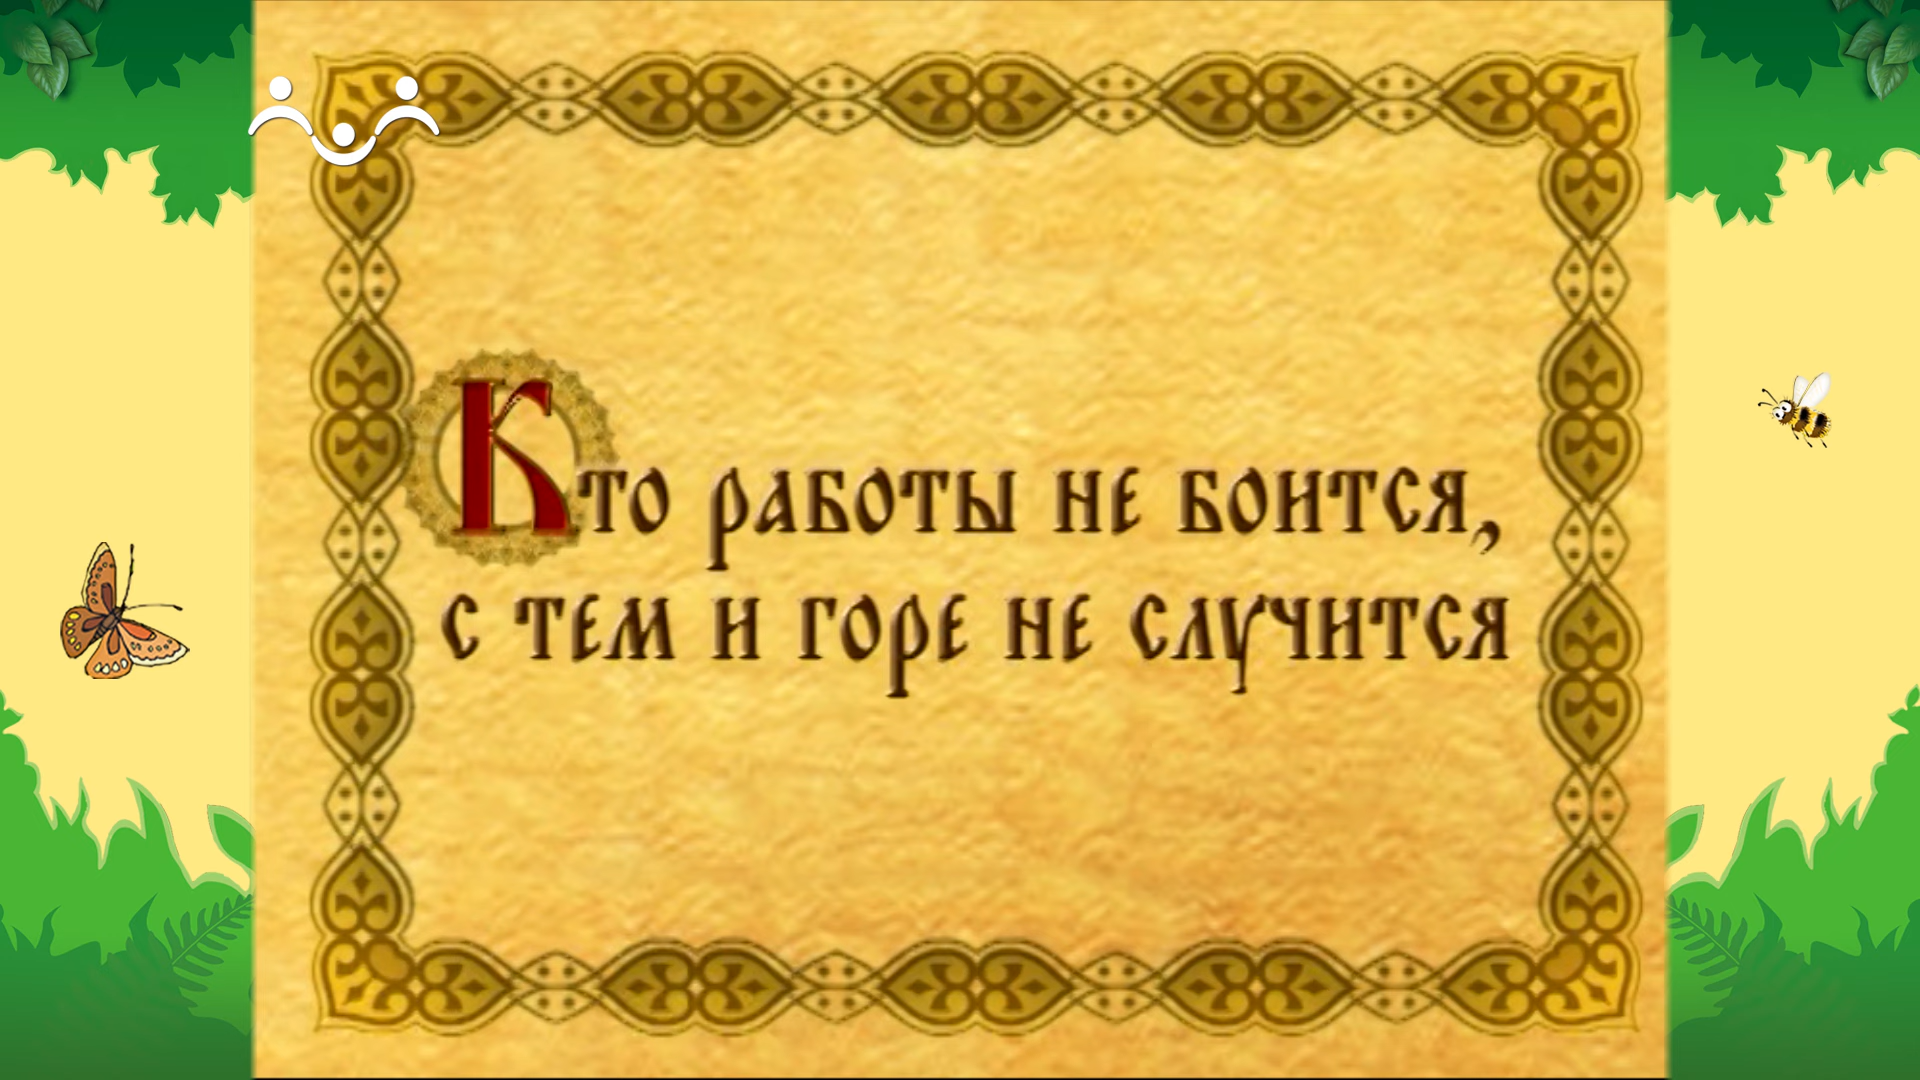 Кто работы не боится,
с тем и горе не случится